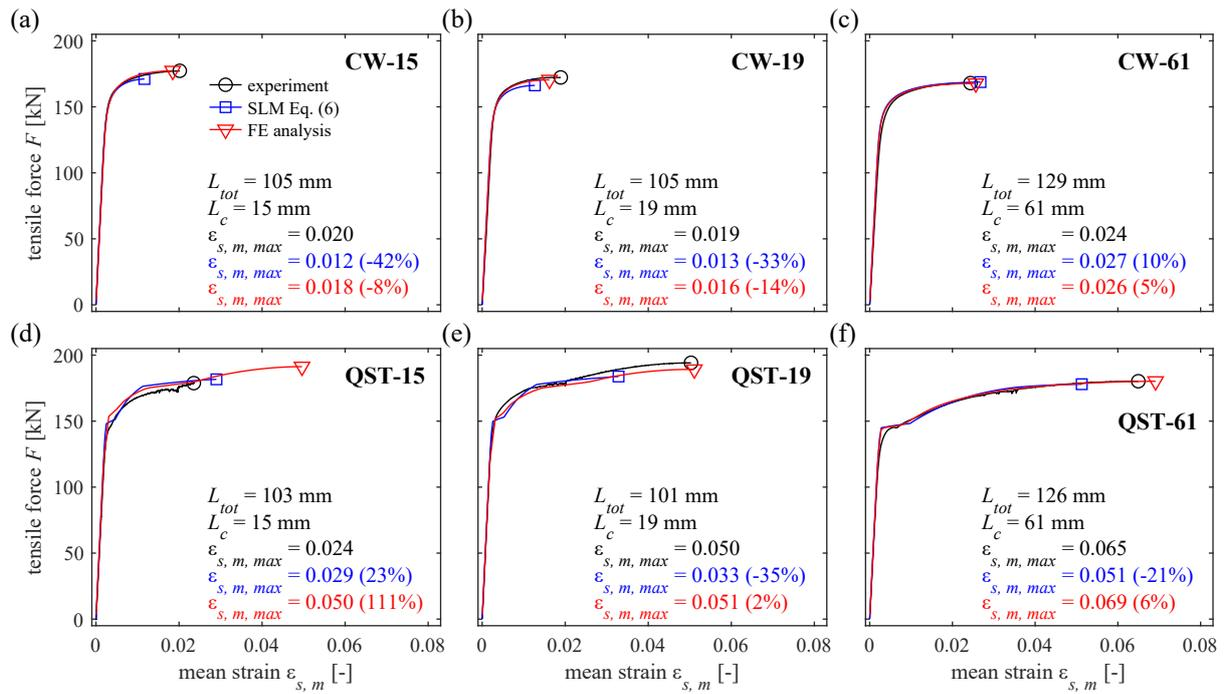 (a)
CW-15
200
150
100
50
0
tensile force F [kN]
experiment
SLM Eq. (6)
FE analysis
L_tot = 105 mm
L_c = 15 mm
ε_s, m, max = 0.020
ε_s, m, max = 0.012 (-42%)
ε_s, m, max = 0.018 (-8%)
(b)
CW-19
L_tot = 105 mm
L_c = 19 mm
ε_s, m, max = 0.019
ε_s, m, max = 0.013 (-33%)
ε_s, m, max = 0.016 (-14%)
(c)
CW-61
L_tot = 129 mm
L_c = 61 mm
ε_s, m, max = 0.024
ε_s, m, max = 0.027 (10%)
ε_s, m, max = 0.026 (5%)
(d)
QST-15
200
150
100
50
0
tensile force F [kN]
L_tot = 103 mm
L_c = 15 mm
ε_s, m, max = 0.024
ε_s, m, max = 0.029 (23%)
ε_s, m, max = 0.050 (111%)
0 0.02 0.04 0.06 0.08
mean strain ε_s, m [-]
(e)
QST-19
L_tot = 101 mm
L_c = 19 mm
ε_s, m, max = 0.050
ε_s, m, max = 0.033 (-35%)
ε_s, m, max = 0.051 (2%)
0 0.02 0.04 0.06 0.08
mean strain ε_s, m [-]
(f)
QST-61
L_tot = 126 mm
L_c = 61 mm
ε_s, m, max = 0.065
ε_s, m, max = 0.051 (-21%)
ε_s, m, max = 0.069 (6%)
0 0.02 0.04 0.06 0.08
mean strain ε_s, m [-]